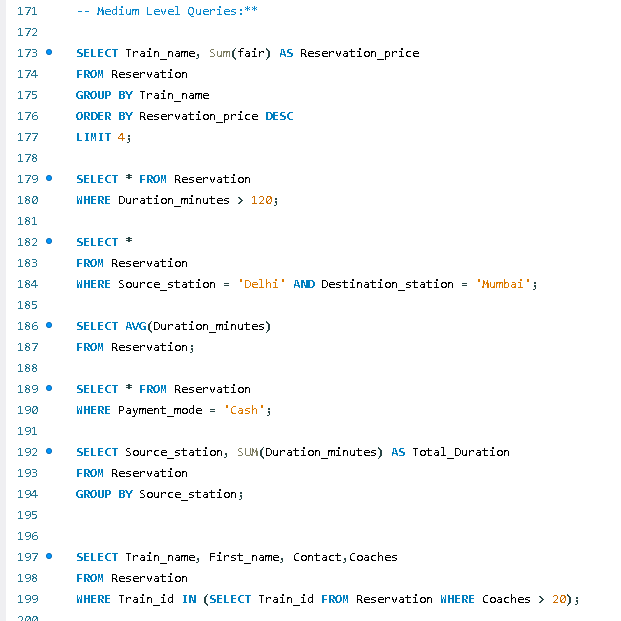 171 -- Medium Level Queries:**
172
173 SELECT Train_name, Sum(fair) AS Reservation_price
174 FROM Reservation
175 GROUP BY Train_name
176 ORDER BY Reservation_price DESC
177 LIMIT 4;
178
179 SELECT * FROM Reservation
180 WHERE Duration_minutes > 120;
181
182 SELECT *
183 FROM Reservation
184 WHERE Source_station = 'Delhi' AND Destination_station = 'Mumbai';
185
186 SELECT AVG(Duration_minutes)
187 FROM Reservation;
188
189 SELECT * FROM Reservation
190 WHERE Payment_mode = 'Cash';
191
192 SELECT Source_station, SUM(Duration_minutes) AS Total_Duration
193 FROM Reservation
194 GROUP BY Source_station;
195
196
197 SELECT Train_name, First_name, Contact,Coaches
198 FROM Reservation
199 WHERE Train_id IN (SELECT Train_id FROM Reservation WHERE Coaches > 20);
200